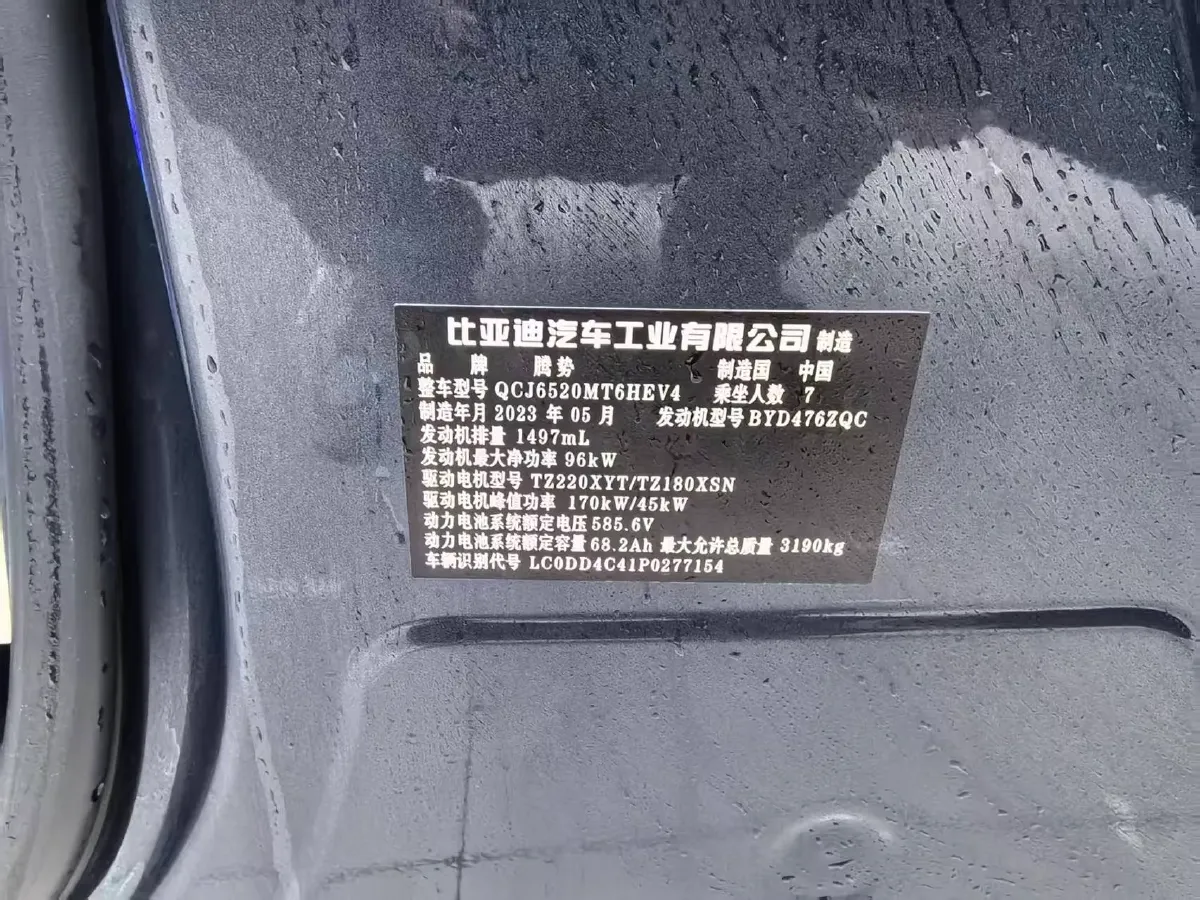 比亚迪汽车工业有限公司 制造
品 牌 腾势 制造国 中国
整车型号 QCJ6520MT6HEV4 乘坐人数 7
制造年月 2023 年 05 月 发动机型号 BYD476ZQC
发动机排量 1497mL
发动机最大净功率 96kW
驱动电机型号 TZ220XYT/TZ180XSN
驱动电机峰值功率 170kW/45kW
动力电池系统额定电压 585.6V
动力电池系统额定容量 68.2Ah 最大允许总质量 3190kg
车辆识别代号 LC0DD4C41P0277154